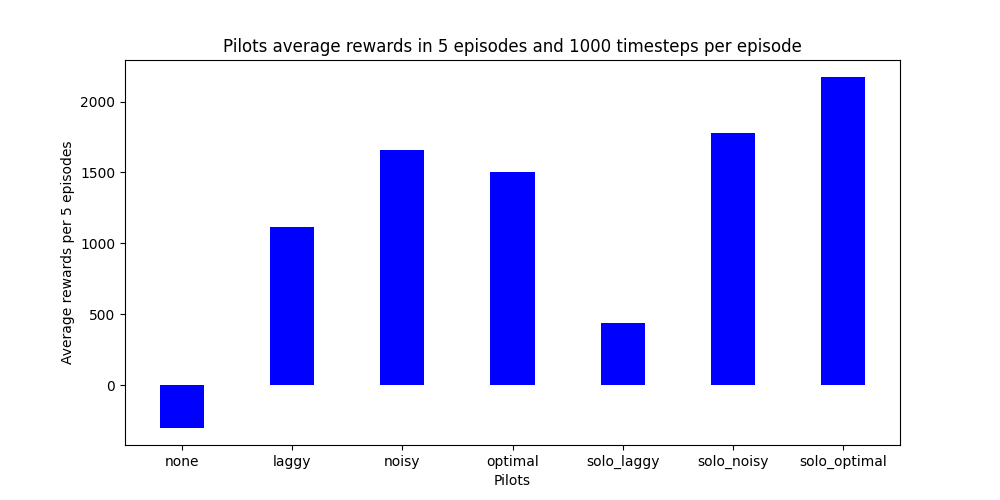 Pilots average rewards in 5 episodes and 1000 timesteps per episode
Average rewards per 5 episodes
2000
1500
1000
500
0
none laggy noisy optimal solo_laggy solo_noisy solo_optimal
Pilots